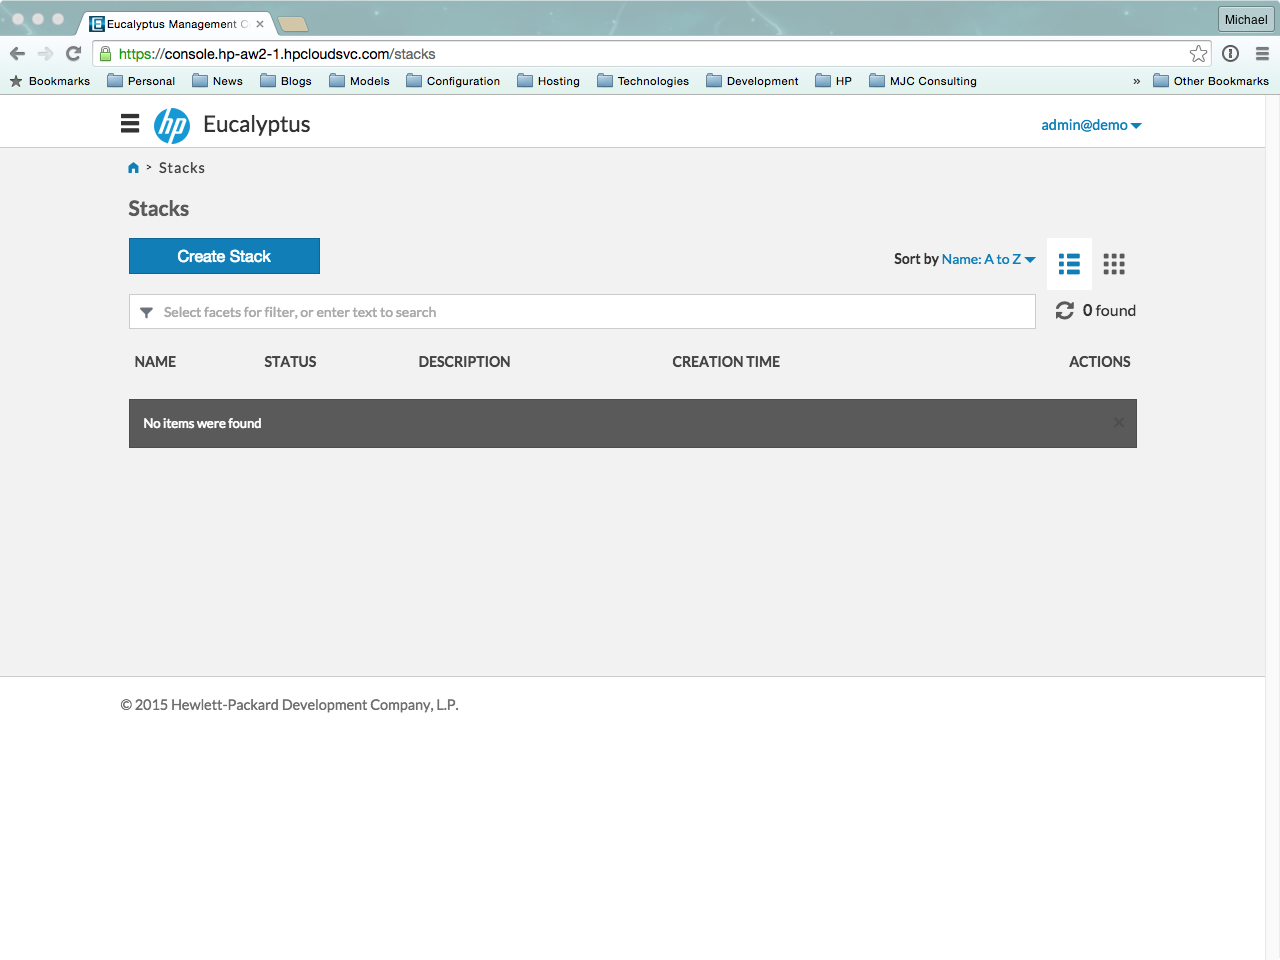 Eucalyptus Management C
Michael
https://console.hp-aw2-1.hpcloudsvc.com/stacks
Bookmarks Personal News Blogs Models Configuration Hosting Technologies Development HP MJC Consulting » Other Bookmarks
hp Eucalyptus admin@demo
> Stacks
Stacks
Create Stack
Sort by Name: A to Z
Select facets for filter, or enter text to search
0 found
NAME STATUS DESCRIPTION CREATION TIME ACTIONS
No items were found
© 2015 Hewlett-Packard Development Company, L.P.